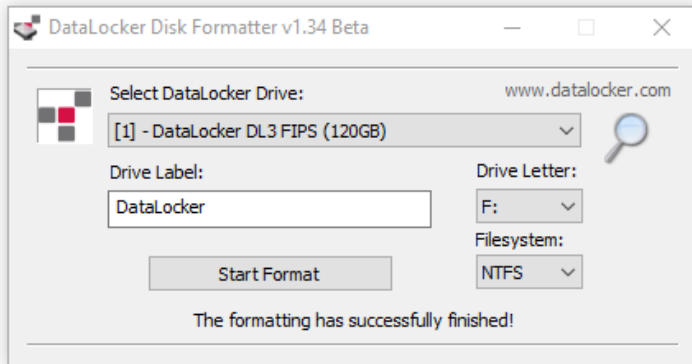 DataLocker Disk Formatter v1.34 Beta
Select DataLocker Drive:
www.datalocker.com
[1] - DataLocker DL3 FIPS (120GB)
Drive Label:
Drive Letter:
DataLocker
F:
Filesystem:
Start Format
NTFS
The formatting has successfully finished!